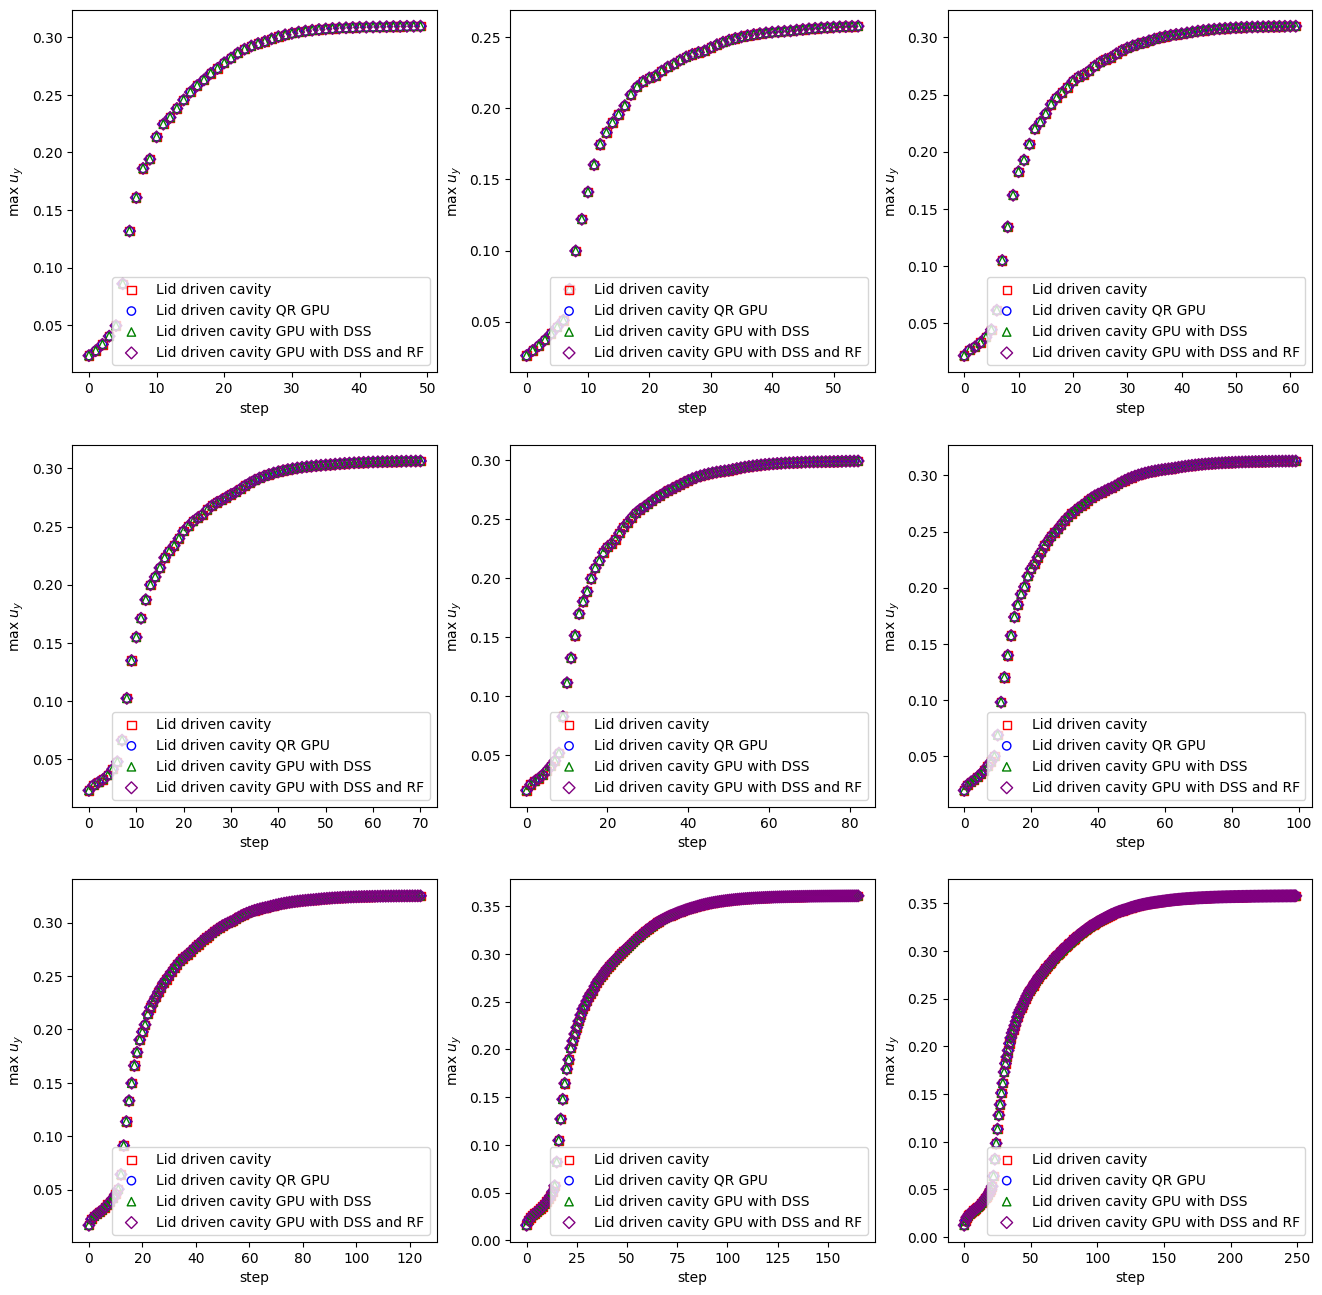 0.30
0.25
0.20
0.15
0.10
0.05
max u_y
Lid driven cavity
Lid driven cavity QR GPU
Lid driven cavity GPU with DSS
Lid driven cavity GPU with DSS and RF
0 10 20 30 40 50
step
0.25
0.20
0.15
0.10
0.05
max u_y
Lid driven cavity
Lid driven cavity QR GPU
Lid driven cavity GPU with DSS
Lid driven cavity GPU with DSS and RF
0 10 20 30 40 50
step
0.30
0.25
0.20
0.15
0.10
0.05
max u_y
Lid driven cavity
Lid driven cavity QR GPU
Lid driven cavity GPU with DSS
Lid driven cavity GPU with DSS and RF
0 10 20 30 40 50 60
step
0.30
0.25
0.20
0.15
0.10
0.05
max u_y
Lid driven cavity
Lid driven cavity QR GPU
Lid driven cavity GPU with DSS
Lid driven cavity GPU with DSS and RF
0 10 20 30 40 50 60 70
step
0.30
0.25
0.20
0.15
0.10
0.05
max u_y
Lid driven cavity
Lid driven cavity QR GPU
Lid driven cavity GPU with DSS
Lid driven cavity GPU with DSS and RF
0 20 40 60 80
step
0.30
0.25
0.20
0.15
0.10
0.05
max u_y
Lid driven cavity
Lid driven cavity QR GPU
Lid driven cavity GPU with DSS
Lid driven cavity GPU with DSS and RF
0 20 40 60 80 100
step
0.30
0.25
0.20
0.15
0.10
0.05
max u_y
Lid driven cavity
Lid driven cavity QR GPU
Lid driven cavity GPU with DSS
Lid driven cavity GPU with DSS and RF
0 20 40 60 80 100 120
step
0.35
0.30
0.25
0.20
0.15
0.10
0.05
0.00
max u_y
Lid driven cavity
Lid driven cavity QR GPU
Lid driven cavity GPU with DSS
Lid driven cavity GPU with DSS and RF
0 25 50 75 100 125 150
step
0.35
0.30
0.25
0.20
0.15
0.10
0.05
0.00
max u_y
Lid driven cavity
Lid driven cavity QR GPU
Lid driven cavity GPU with DSS
Lid driven cavity GPU with DSS and RF
0 50 100 150 200 250
step